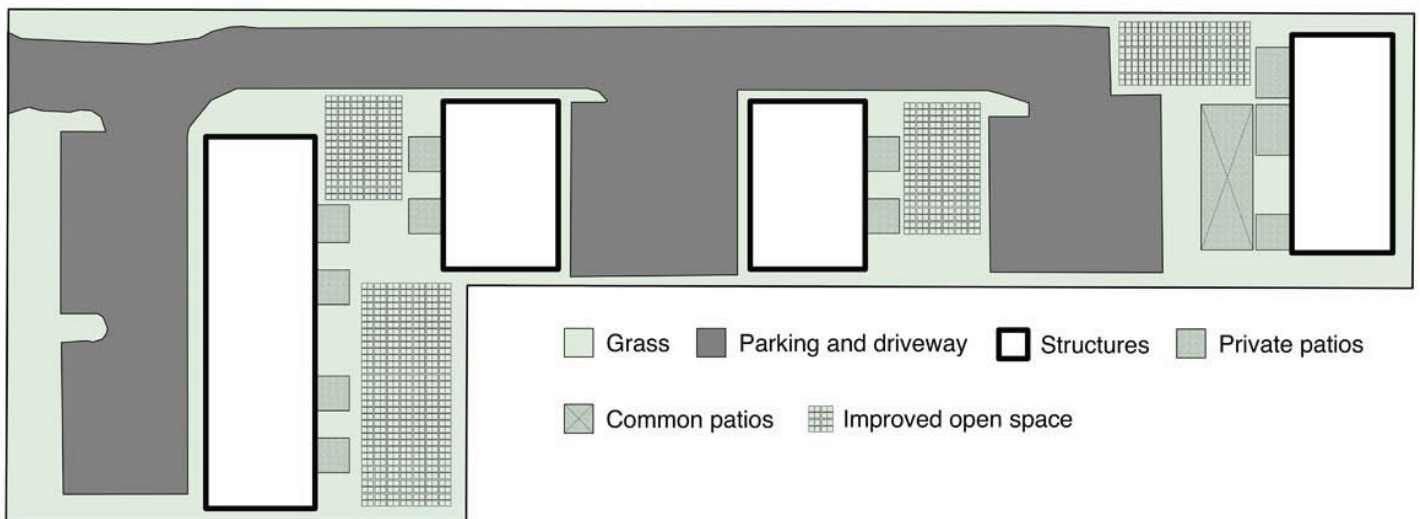 Grass Parking and driveway Structures Private patios
Common patios Improved open space